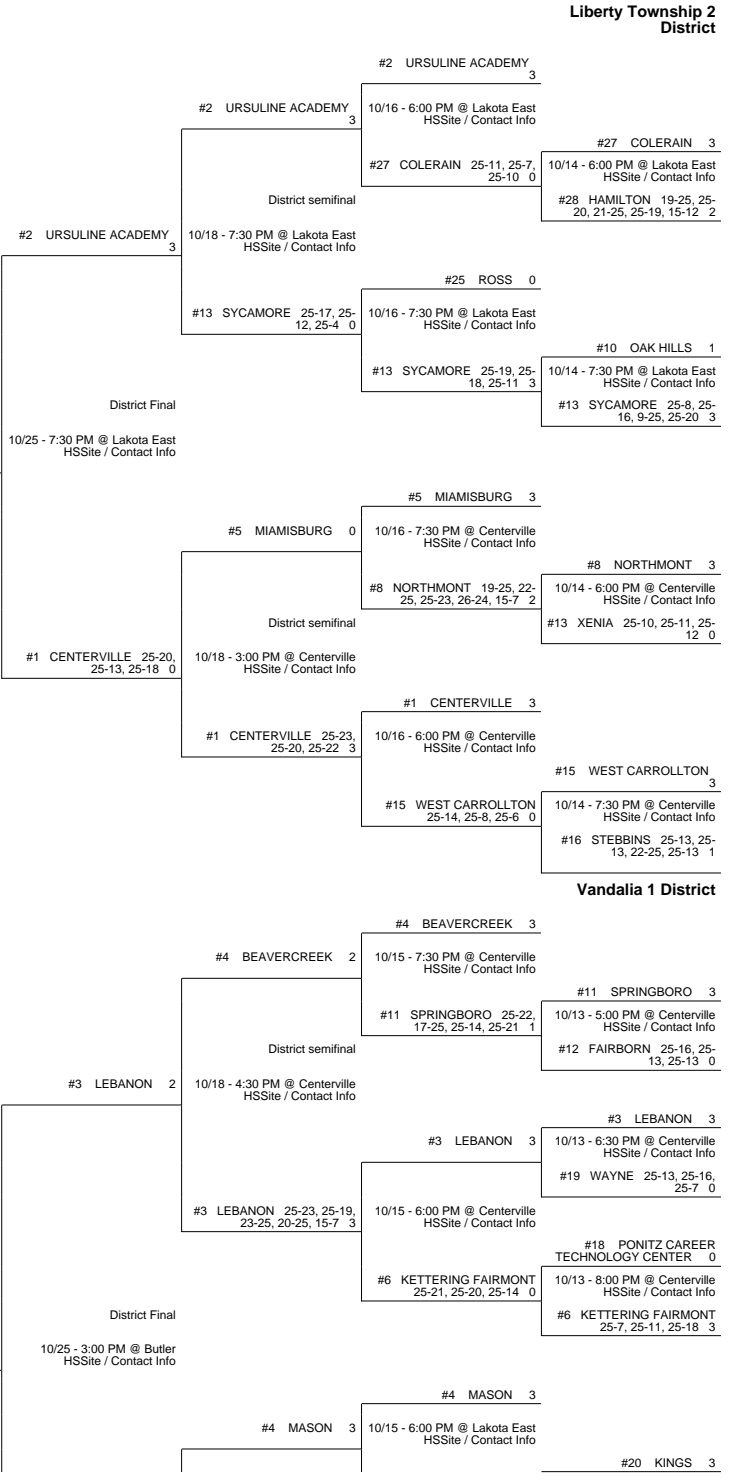 Liberty Township 2
District
#2 URSULINE ACADEMY
3
10/16 - 6:00 PM @ Lakota East
HSSite / Contact Info
#2 URSULINE ACADEMY
3
#27 COLERAIN 3
#27 COLERAIN 25-11, 25-7,
25-10 0
10/14 - 6:00 PM @ Lakota East
HSSite / Contact Info
#28 HAMILTON 19-25, 25-
20, 21-25, 25-19, 15-12 2
District semifinal
10/18 - 7:30 PM @ Lakota East
HSSite / Contact Info
#2 URSULINE ACADEMY
3
#25 ROSS 0
#13 SYCAMORE 25-17, 25-
12, 25-4 0
10/16 - 7:30 PM @ Lakota East
HSSite / Contact Info
#10 OAK HILLS 1
#13 SYCAMORE 25-19, 25-
18, 25-11 3
10/14 - 7:30 PM @ Lakota East
HSSite / Contact Info
#13 SYCAMORE 25-8, 25-
16, 9-25, 25-20 3
District Final
10/25 - 7:30 PM @ Lakota East
HSSite / Contact Info
#5 MIAMISBURG 3
#5 MIAMISBURG 0
10/16 - 7:30 PM @ Centerville
HSSite / Contact Info
#8 NORTHMONT 3
#8 NORTHMONT 19-25, 22-
25, 25-23, 26-24, 15-7 2
10/14 - 6:00 PM @ Centerville
HSSite / Contact Info
#13 XENIA 25-10, 25-11, 25-
12 0
District semifinal
#1 CENTERVILLE 25-20,
25-13, 25-18 0
10/18 - 3:00 PM @ Centerville
HSSite / Contact Info
#1 CENTERVILLE 3
#1 CENTERVILLE 25-23,
25-20, 25-22 3
10/16 - 6:00 PM @ Centerville
HSSite / Contact Info
#15 WEST CARROLLTON
3
#15 WEST CARROLLTON
25-14, 25-8, 25-6 0
10/14 - 7:30 PM @ Centerville
HSSite / Contact Info
#16 STEBBINS 25-13, 25-
13, 22-25, 25-13 1
Vandalia 1 District
#4 BEAVERCREEK 3
#4 BEAVERCREEK 2
10/15 - 7:30 PM @ Centerville
HSSite / Contact Info
#11 SPRINGBORO 3
#11 SPRINGBORO 25-22,
17-25, 25-14, 25-21 1
10/13 - 5:00 PM @ Centerville
HSSite / Contact Info
#12 FAIRBORN 25-16, 25-
13, 25-13 0
District semifinal
#3 LEBANON 2
10/18 - 4:30 PM @ Centerville
HSSite / Contact Info
#3 LEBANON 3
#3 LEBANON 3
10/13 - 6:30 PM @ Centerville
HSSite / Contact Info
#19 WAYNE 25-13, 25-16,
25-7 0
#3 LEBANON 25-23, 25-19,
23-25, 20-25, 15-7 3
10/15 - 6:00 PM @ Centerville
HSSite / Contact Info
#18 PONITZ CAREER
TECHNOLOGY CENTER 0
#6 KETTERING FAIRMONT
25-21, 25-20, 25-14 0
10/13 - 8:00 PM @ Centerville
HSSite / Contact Info
#6 KETTERING FAIRMONT
25-7, 25-11, 25-18 3
District Final
10/25 - 3:00 PM @ Butler
HSSite / Contact Info
#4 MASON 3
#4 MASON 3
10/15 - 6:00 PM @ Lakota East
HSSite / Contact Info
#20 KINGS 3